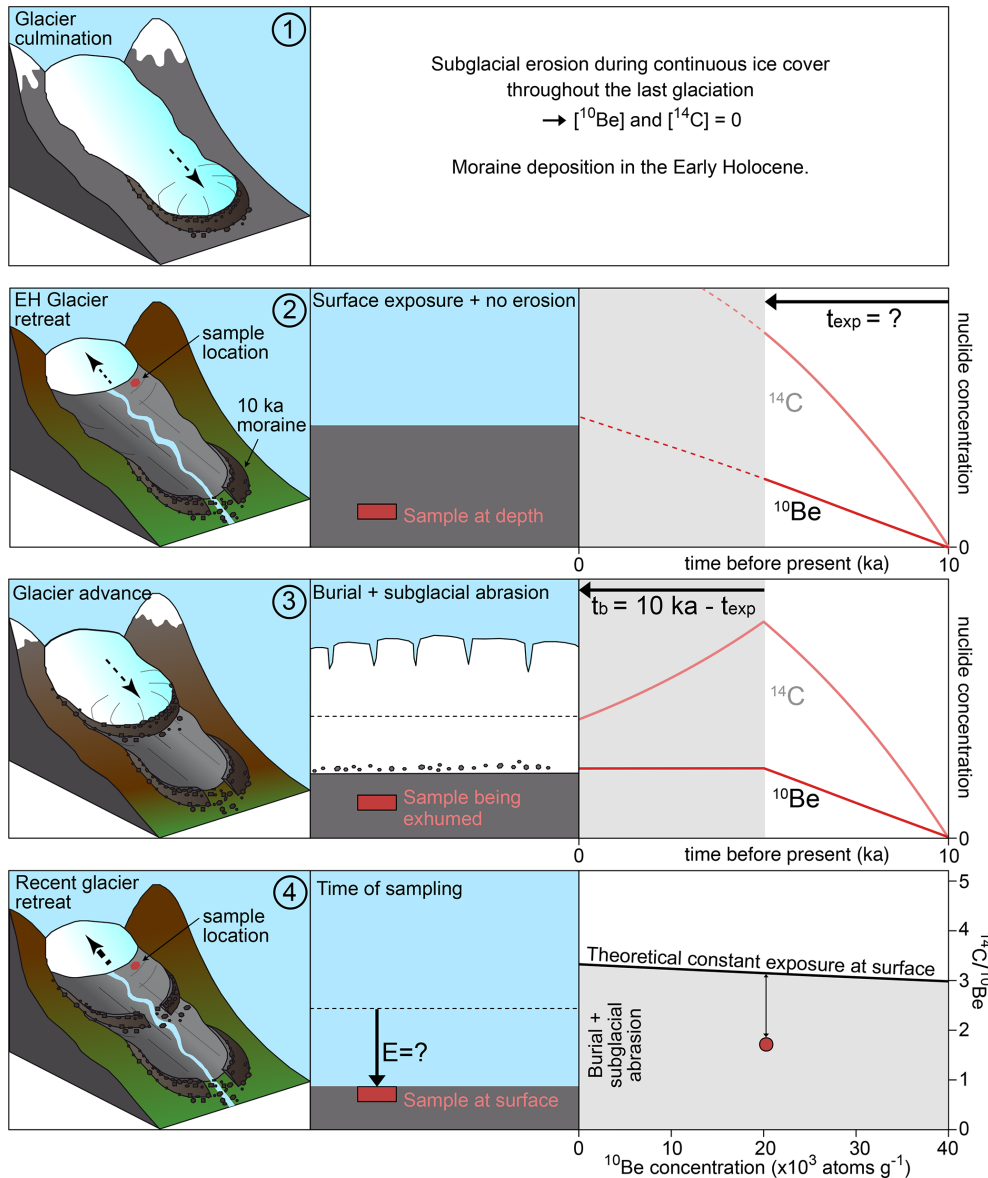 Glacier
culmination
1
Subglacial erosion during continuous ice cover
throughout the last glaciation
→ [¹⁰Be] and [¹⁴C] = 0
Moraine deposition in the Early Holocene.
EH Glacier
retreat
2
sample
location
10 ka
moraine
Surface exposure + no erosion
Sample at depth
t_exp = ?
¹⁴C
¹⁰Be
nuclide concentration
0
0
time before present (ka)
10
Glacier advance
3
Burial + subglacial abrasion
Sample being
exhumed
t_b = 10 ka - t_exp
¹⁴C
¹⁰Be
nuclide concentration
0
0
time before present (ka)
10
Recent glacier
retreat
4
sample
location
Time of sampling
E=?
Sample at surface
Theoretical constant exposure at surface
Burial +
subglacial
abrasion
¹⁴C/¹⁰Be
5
4
3
2
1
0
0
10
20
30
40
¹⁰Be concentration (x10³ atoms g⁻¹)